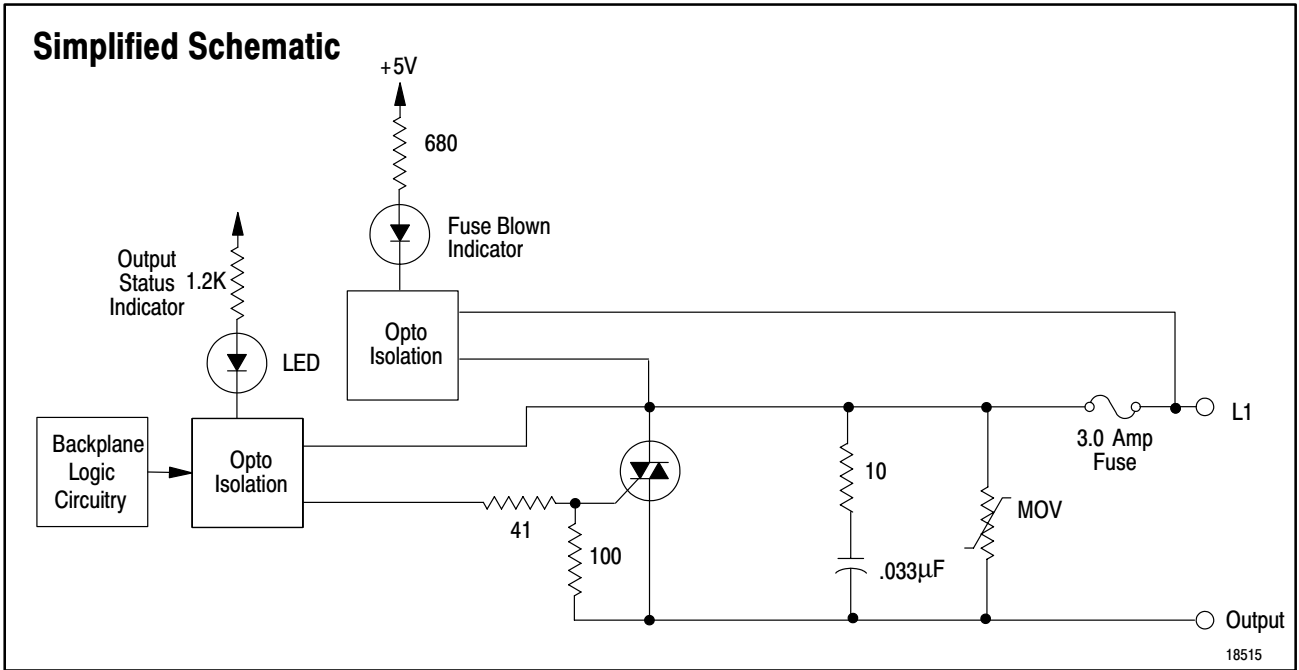 Simplified Schematic
+5V
680
Fuse Blown
Indicator
Output
Status
Indicator
1.2K
Opto
Isolation
LED
L1
Backplane
Logic
Circuitry
Opto
Isolation
3.0 Amp
Fuse
10
MOV
41
100
.033μF
Output
18515